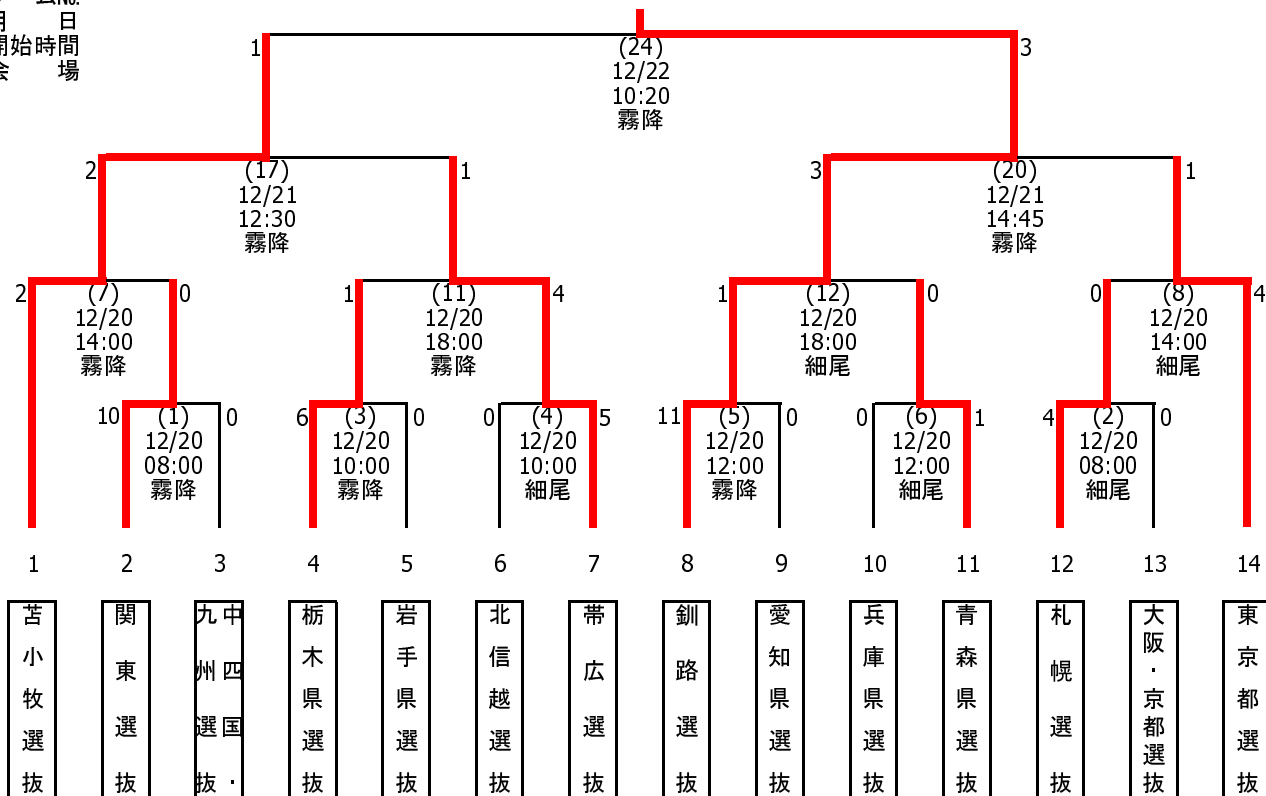 日
開始時間
会場
1
(24)
12/22
10:20
霧降
3
2
(17)
12/21
12:30
霧降
1
3
(20)
12/21
14:45
霧降
1
2
(7)
12/20
14:00
霧降
0
1
(11)
12/20
18:00
霧降
4
1
(12)
12/20
18:00
細尾
0
0
(8)
12/20
14:00
細尾
4
10
(1)
12/20
08:00
霧降
0
6
(3)
12/20
10:00
霧降
0
0
(4)
12/20
10:00
細尾
5
11
(5)
12/20
12:00
霧降
0
0
(6)
12/20
12:00
細尾
1
4
(2)
12/20
08:00
細尾
0
1 2 3 4 5 6 7 8 9 10 11 12 13 14
苫小牧選抜
関東選抜
中四国・
九州選抜
栃木県選抜
岩手県選抜
北信越選抜
帯広選抜
釧路選抜
愛知県選抜
兵庫県選抜
青森県選抜
札幌選抜
大阪・京都選抜
東京都選抜